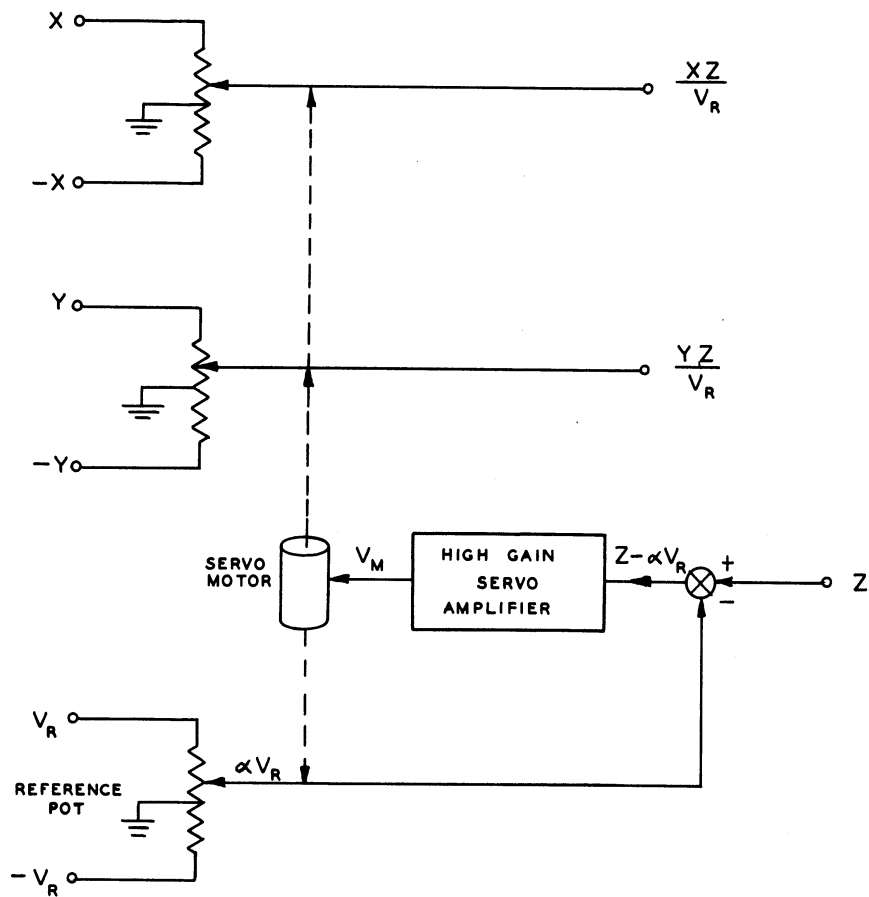 X
XZ
V_R
-X
Y
YZ
V_R
-Y
SERVO
MOTOR
V_M
HIGH GAIN
SERVO
AMPLIFIER
Z-αV_R
+
-
Z
V_R
αV_R
REFERENCE
POT
-V_R